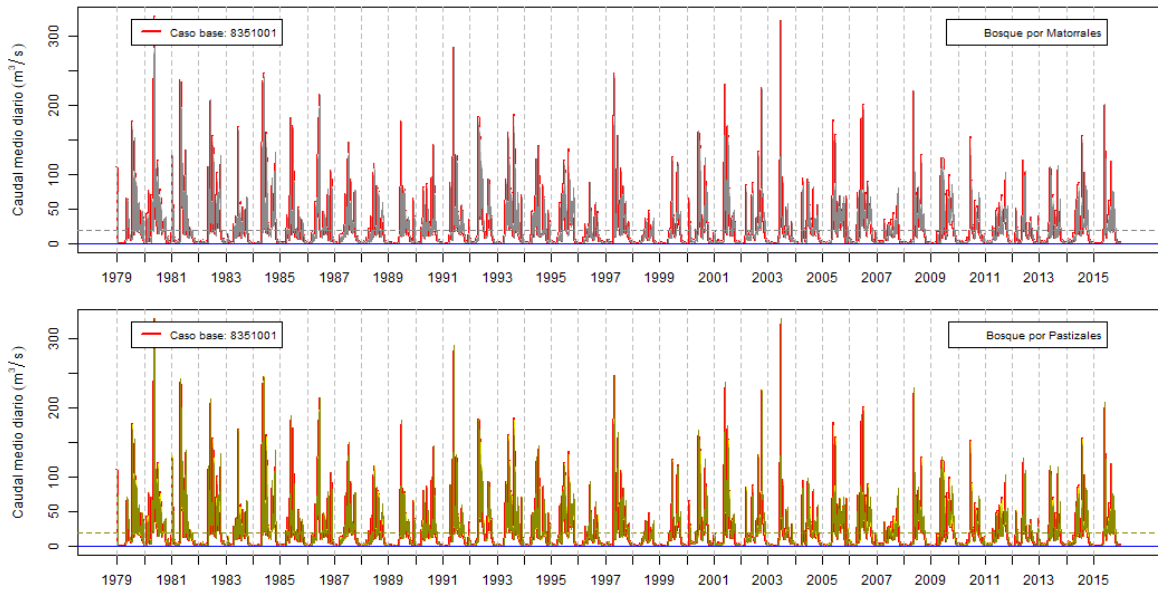 Caudal medio diario (m³/s)
300
200
100
50
0
Caso base: 8351001
Bosque por Matorrales
1979 1981 1983 1985 1987 1989 1991 1993 1995 1997 1999 2001 2003 2005 2007 2009 2011 2013 2015
Caudal medio diario (m³/s)
300
200
100
50
0
Caso base: 8351001
Bosque por Pastizales
1979 1981 1983 1985 1987 1989 1991 1993 1995 1997 1999 2001 2003 2005 2007 2009 2011 2013 2015